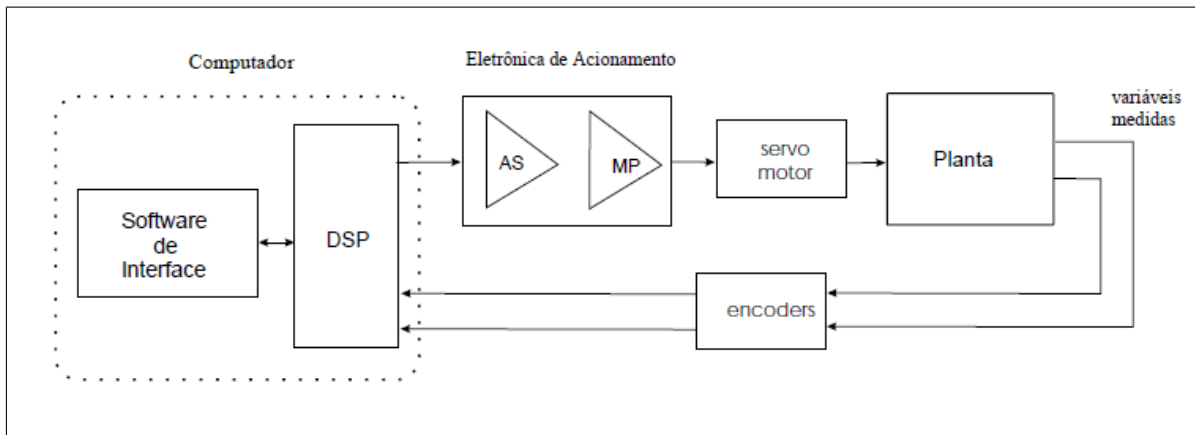 Computador
Eletrônica de Acionamento
variáveis
medidas
AS
MP
servo
motor
Planta
Software
de
Interface
DSP
encoders